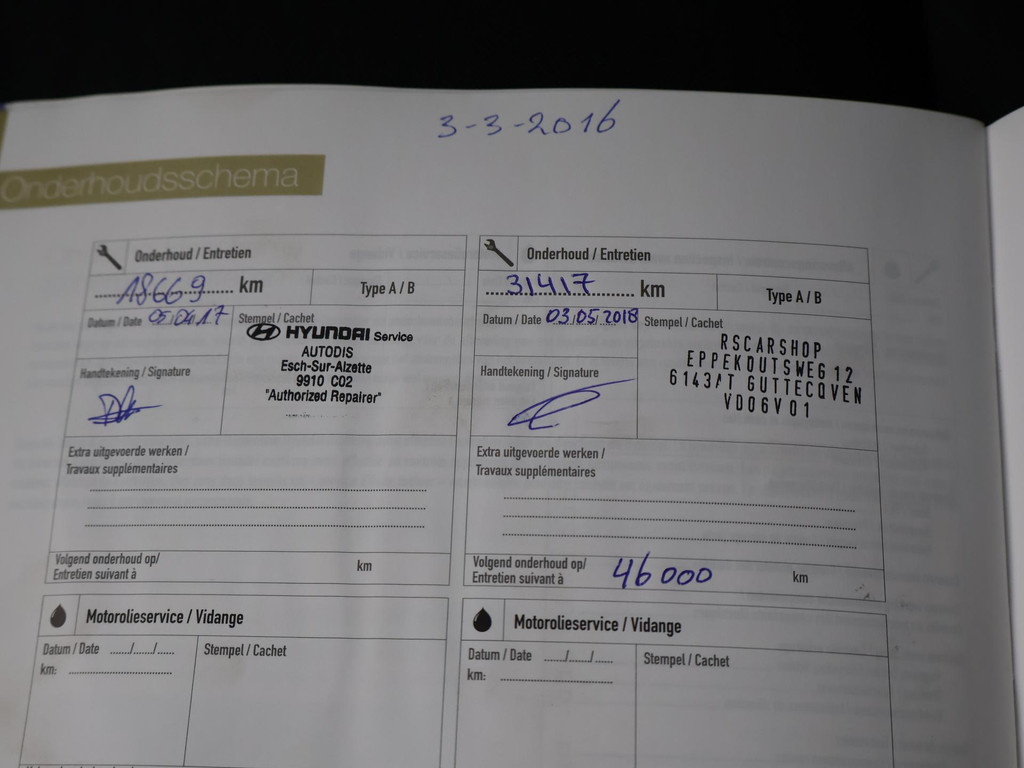 3-3-2016
Onderhoudsschema
Onderhoud / Entretien
18669 km
Type A / B
Datum / Date 05/04/17
Stempel / Cachet
HYUNDAI Service
AUTODIS
Esch-Sur-Alzette
9910 C02
"Authorized Repairer"
Handtekening / Signature
Extra uitgevoerde werken /
Travaux supplémentaires
Volgend onderhoud op/
Entretien suivant à
km
Onderhoud / Entretien
31417 km
Type A / B
Datum / Date 03/05/2018
Stempel / Cachet
RSCARSHOP
EPPEKOUTSWEG 12
6143AT GUTTECOVEN
VD06V01
Handtekening / Signature
Extra uitgevoerde werken /
Travaux supplémentaires
Volgend onderhoud op/
Entretien suivant à 46000 km
Motorolieservice / Vidange
Datum / Date ....../....../......
km:
Stempel / Cachet
Motorolieservice / Vidange
Datum / Date ....../....../......
km:
Stempel / Cachet